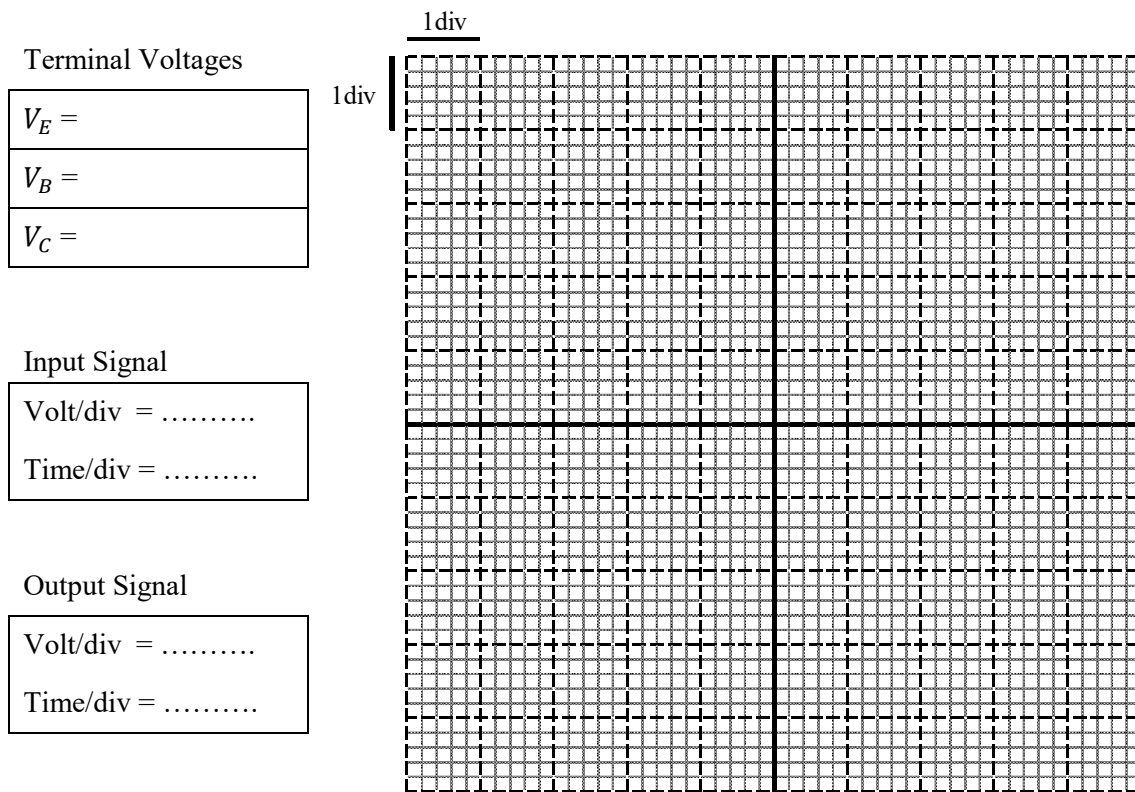 1div
Terminal Voltages
1div
V_E =
V_B =
V_C =
Input Signal
Volt/div = ……….
Time/div = ……….
Output Signal
Volt/div = ……….
Time/div = ……….